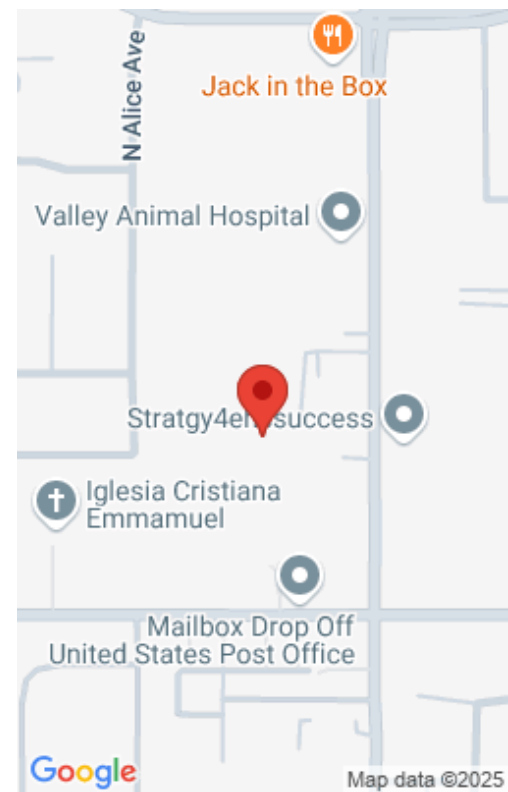 N Alice Ave
Jack in the Box
Valley Animal Hospital
Iglesia Cristiana
Emmamuel
Mailbox Drop Off
United States Post Office
Google
Map data ©2025